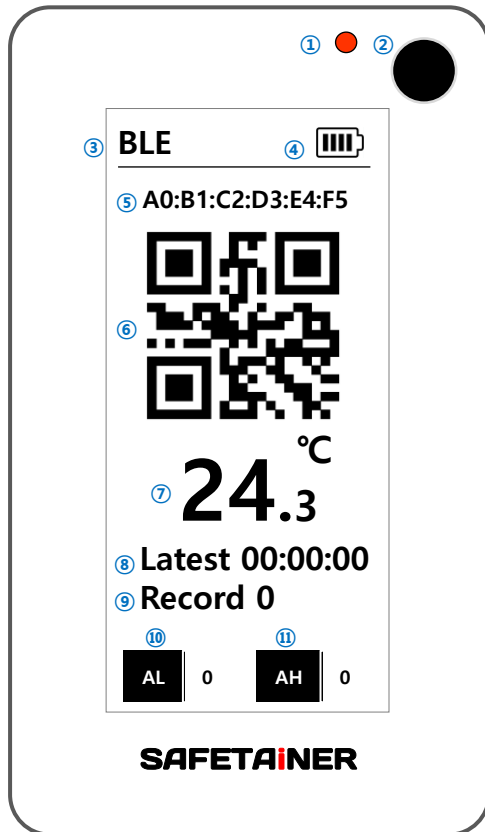 ① ②
③ BLE ④
⑤ A0:B1:C2:D3:E4:F5
⑥
℃
⑦ 24.3
⑧ Latest 00:00:00
⑨ Record 0
⑩ ⑪
AL 0 AH 0
SAFETAiNER